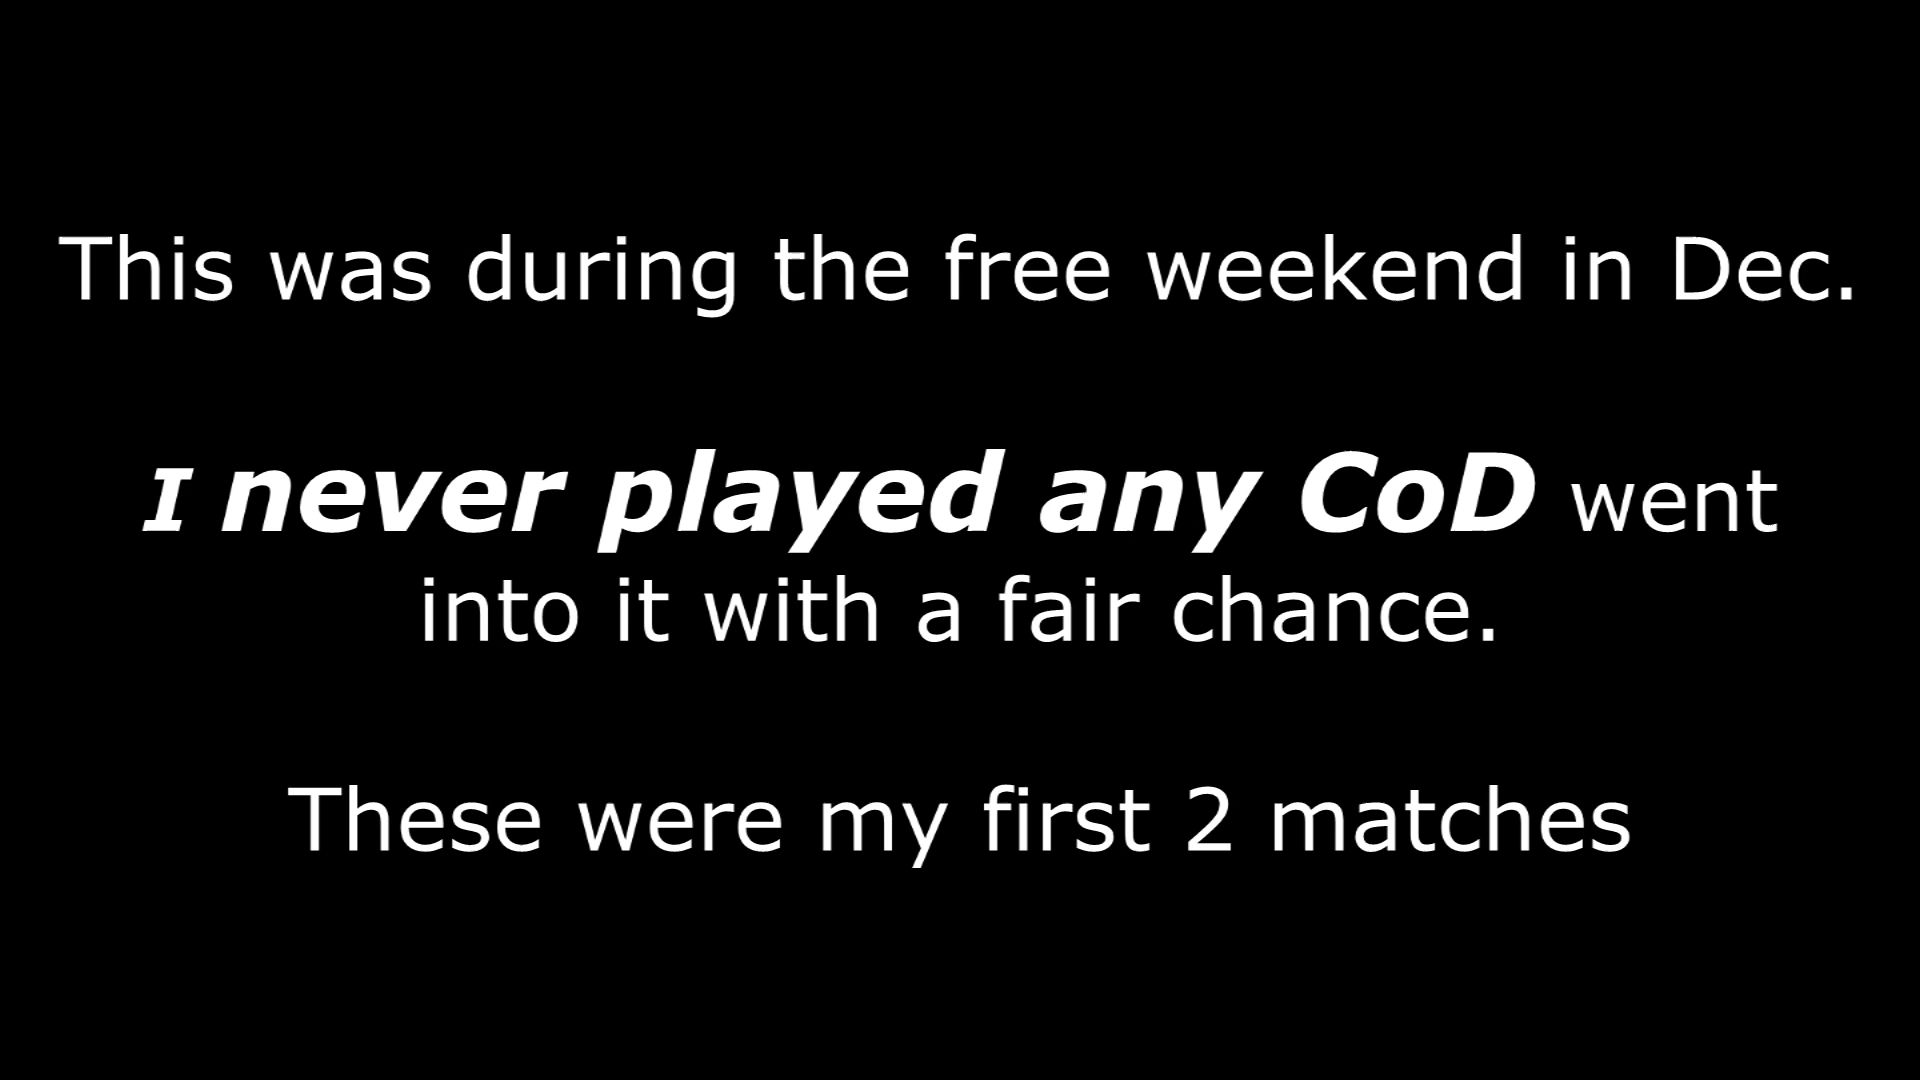 This was during the free weekend in Dec.
I never played any CoD went
into it with a fair chance.
These were my first 2 matches